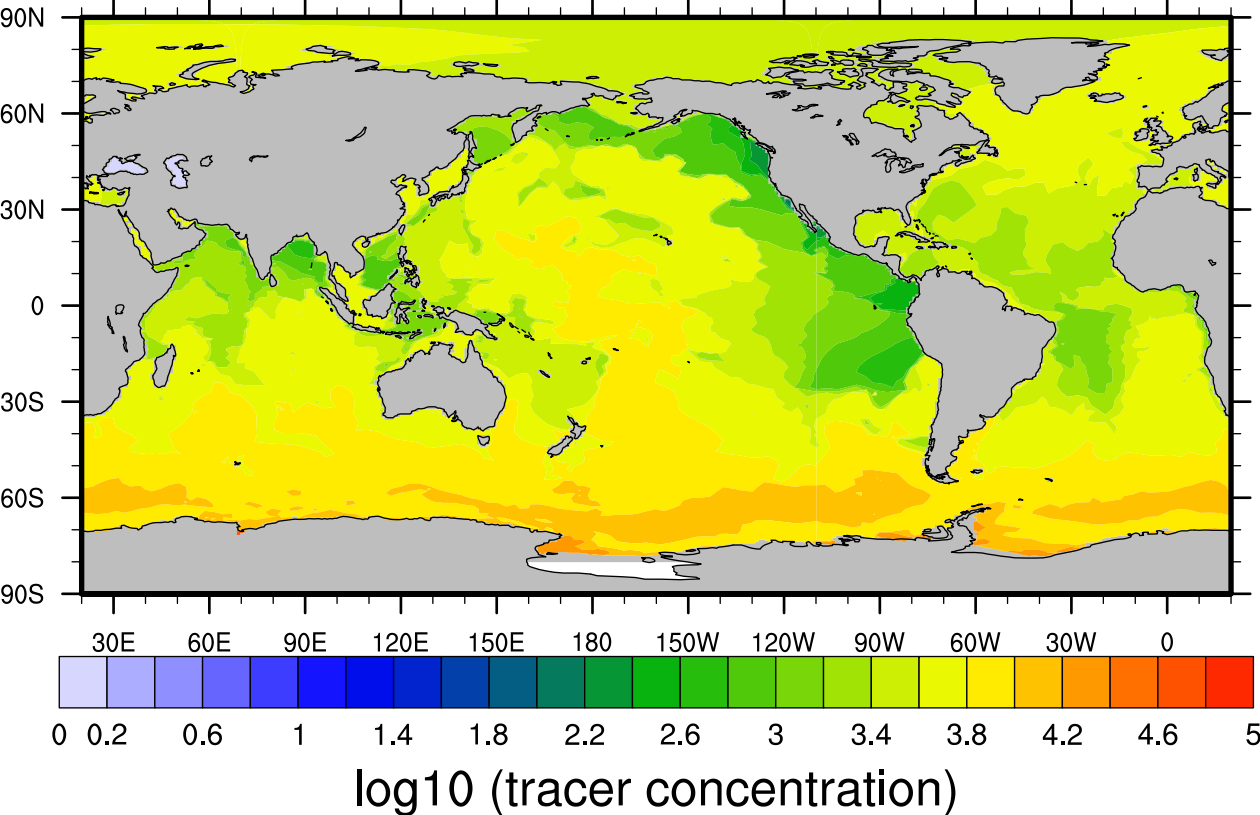 90N
60N
30N
0
30S
60S
90S
30E 60E 90E 120E 150E 180 150W 120W 90W 60W 30W 0
0 0.2 0.6 1 1.4 1.8 2.2 2.6 3 3.4 3.8 4.2 4.6 5
log10 (tracer concentration)